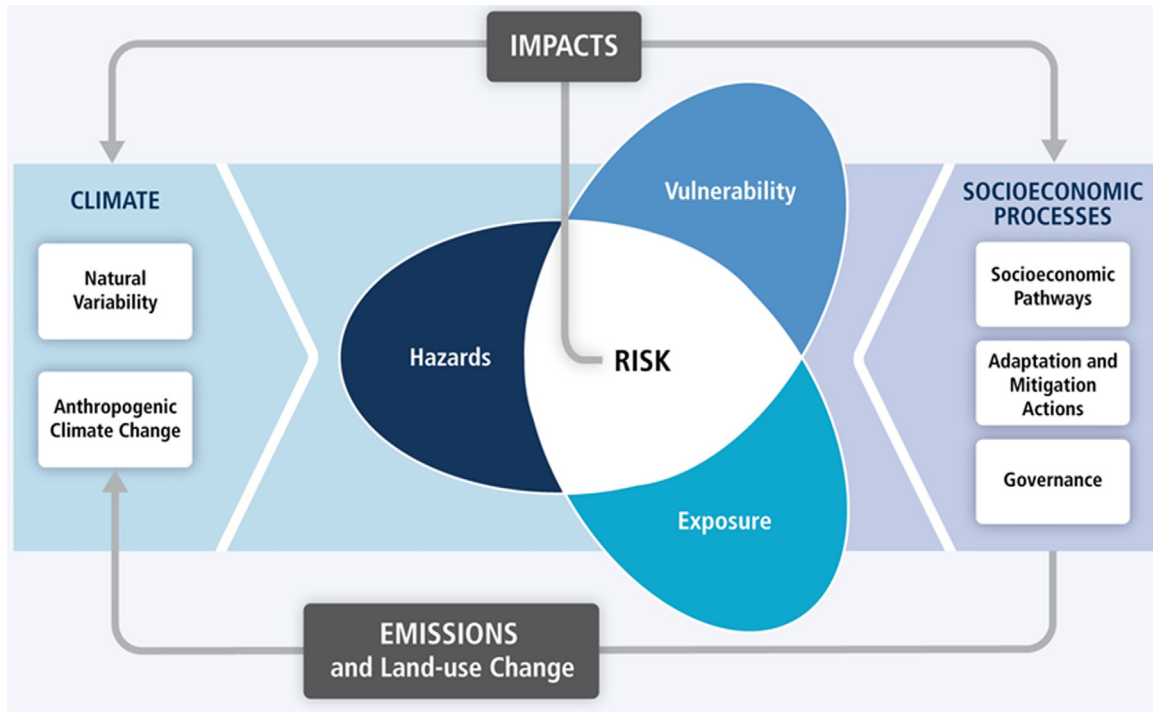 IMPACTS
CLIMATE
Natural
Variability
Anthropogenic
Climate Change
Vulnerability
Hazards
RISK
Exposure
SOCIOECONOMIC
PROCESSES
Socioeconomic
Pathways
Adaptation and
Mitigation
Actions
Governance
EMISSIONS
and Land-use Change